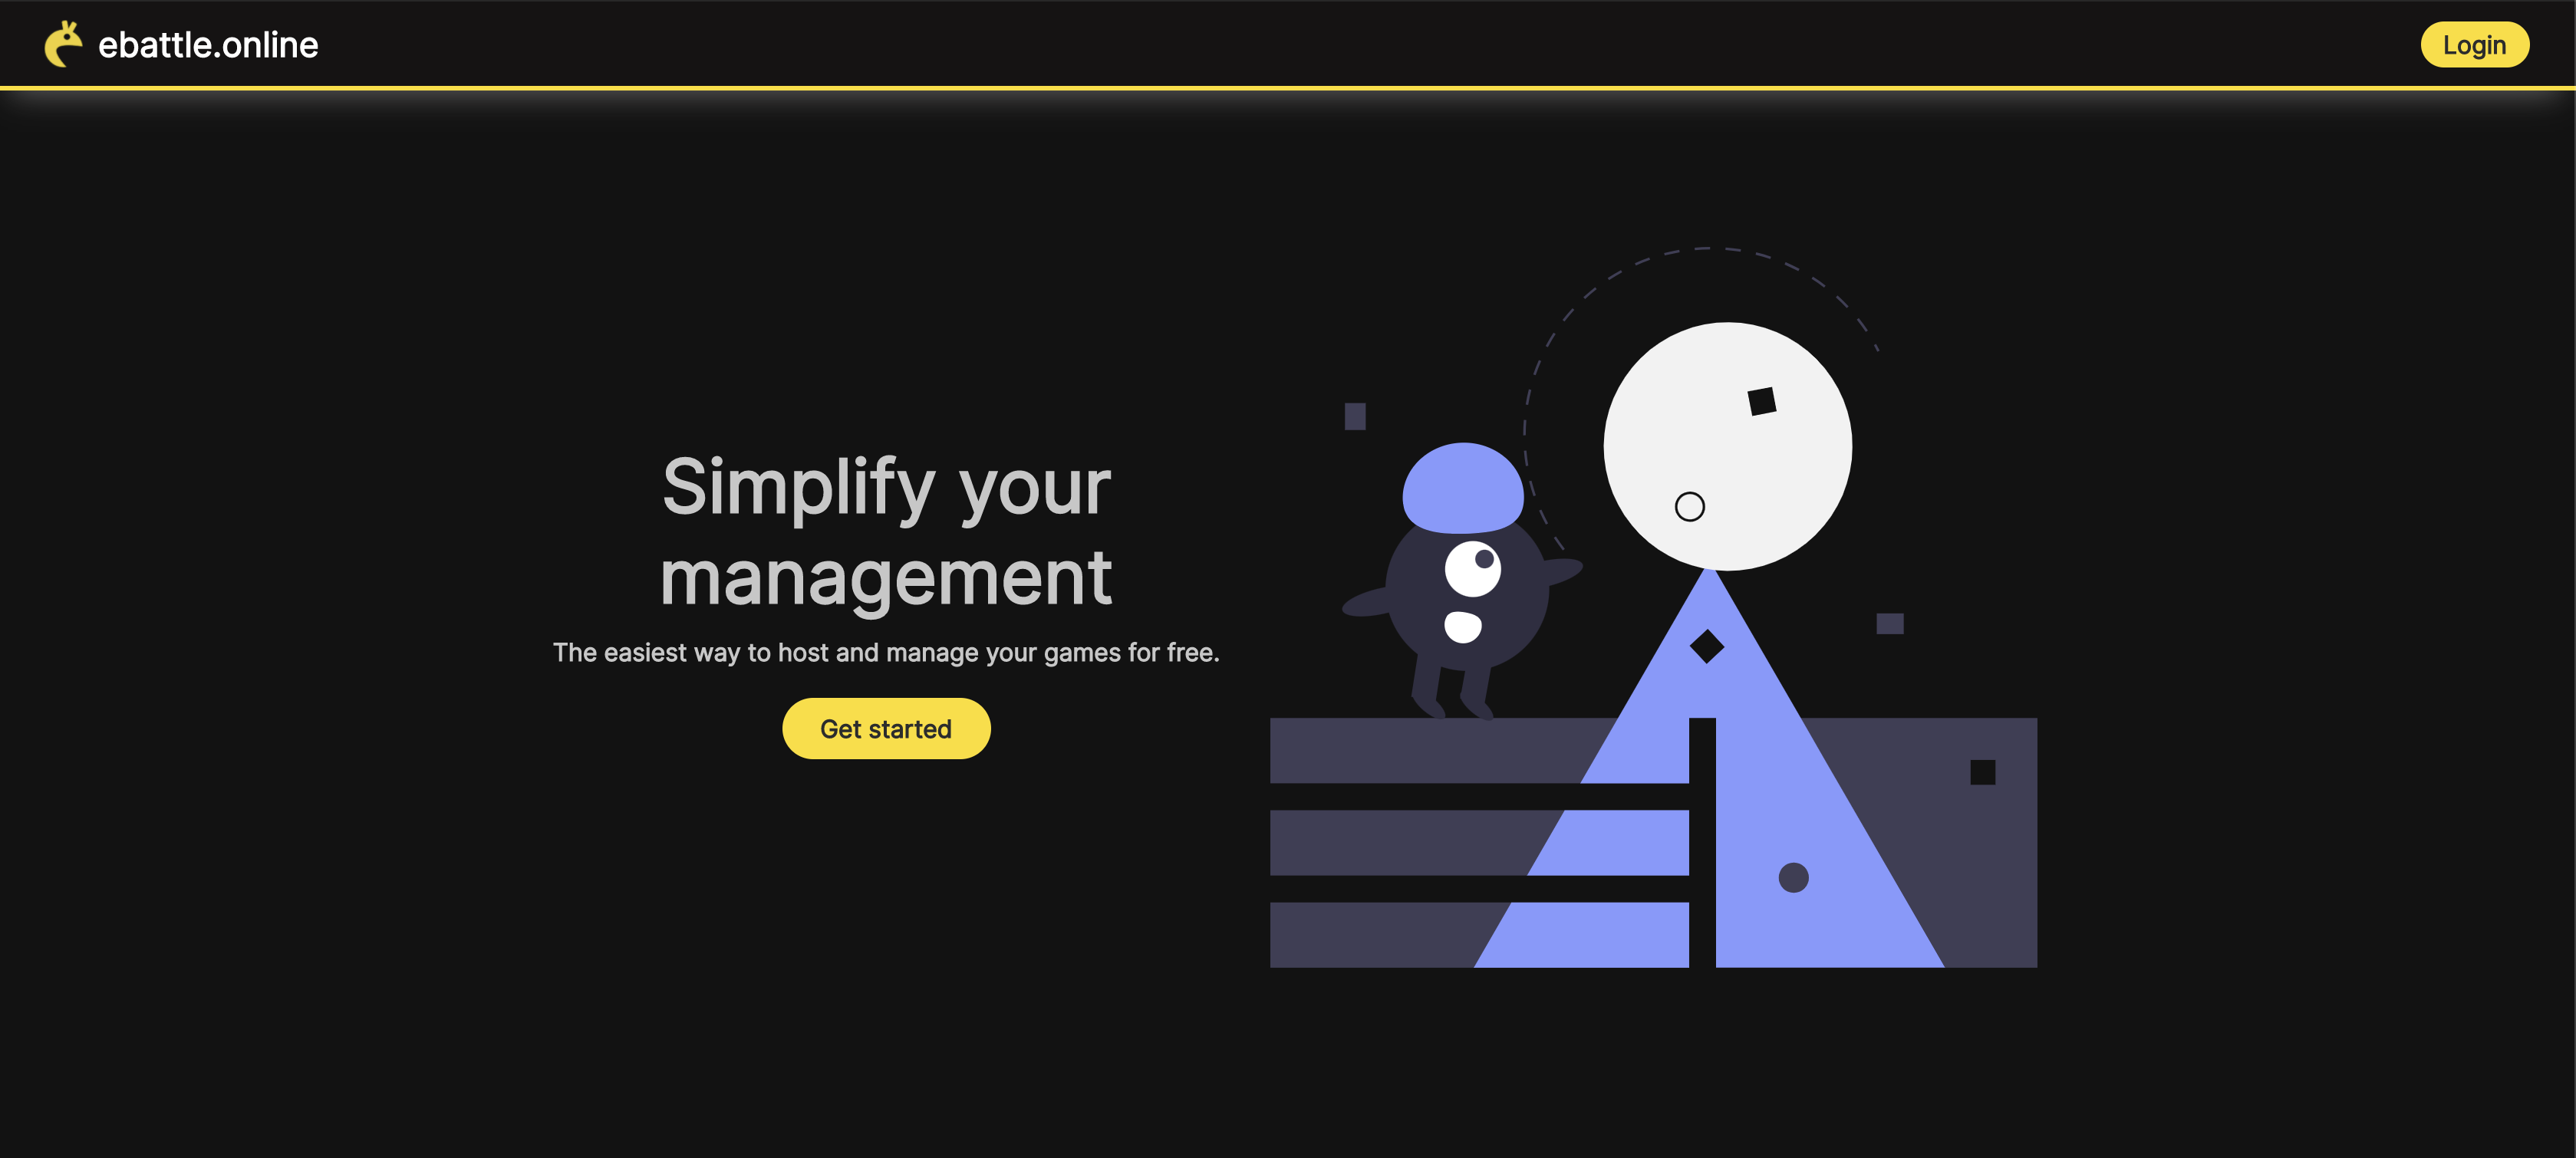 ebattle.online
Login
Simplify your
management
The easiest way to host and manage your games for free.
Get started